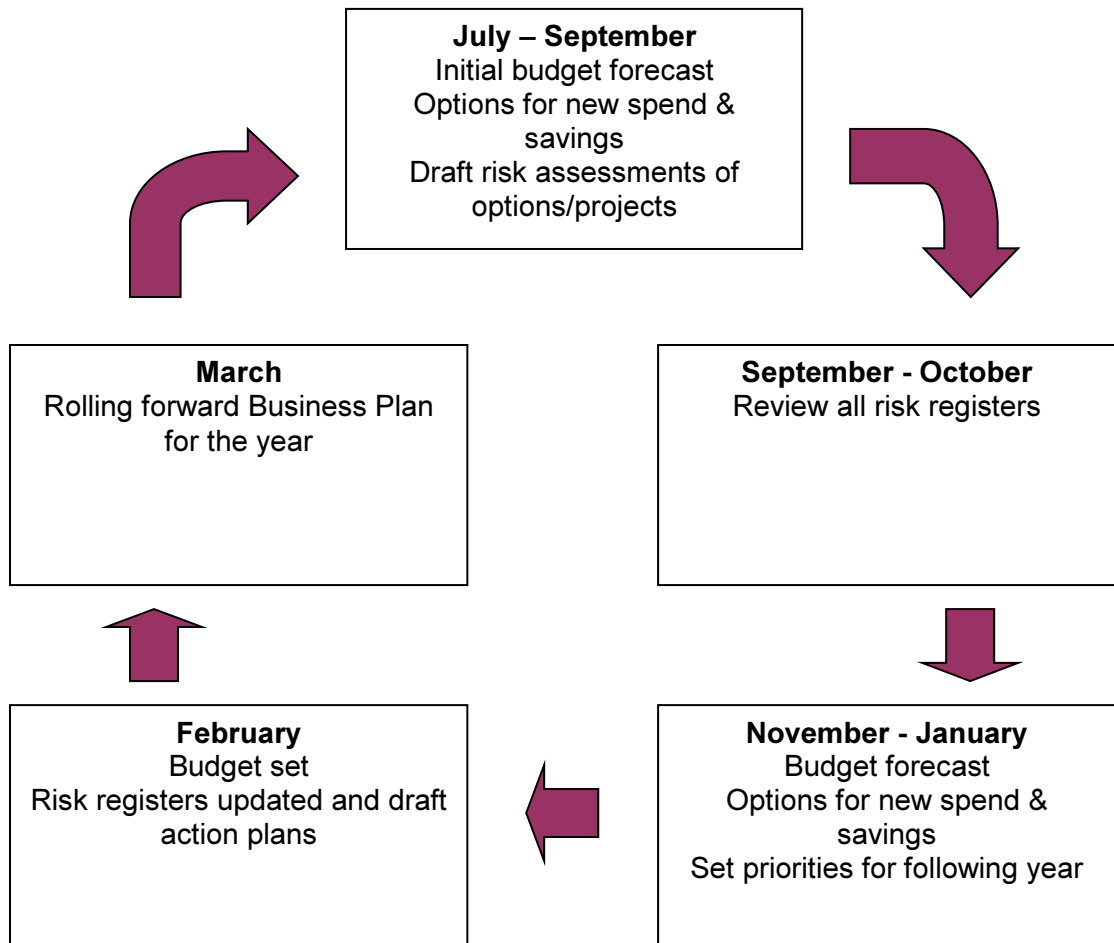 July – September
Initial budget forecast
Options for new spend &
savings
Draft risk assessments of
options/projects
September - October
Review all risk registers
November - January
Budget forecast
Options for new spend &
savings
Set priorities for following year
February
Budget set
Risk registers updated and draft
action plans
March
Rolling forward Business Plan
for the year